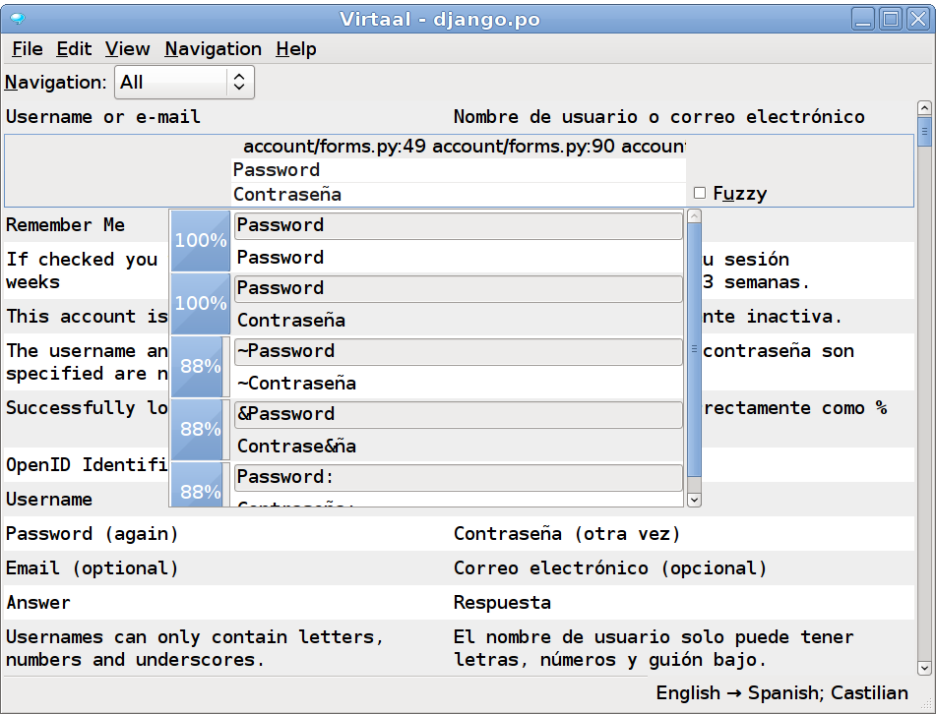 Virtaal - django.po
File Edit View Navigation Help
Navigation: All
Username or e-mail
Nombre de usuario o correo electrónico
account/forms.py:49 account/forms.py:90 accoun
Password
Contraseña
Fuzzy
Remember Me
100%
Password
Password
If checked you
weeks
u sesión
3 semanas.
100%
Password
Contraseña
This account is
nte inactiva.
88%
~Password
~Contraseña
The username an
specified are n
contraseña son
88%
&Password
Contrase&ña
Successfully lo
rectamente como %
88%
Password:
OpenID Identifi
Username
Password (again)
Contraseña (otra vez)
Email (optional)
Correo electrónico (opcional)
Answer
Respuesta
Usernames can only contain letters,
numbers and underscores.
El nombre de usuario solo puede tener
letras, números y guión bajo.
English → Spanish; Castilian